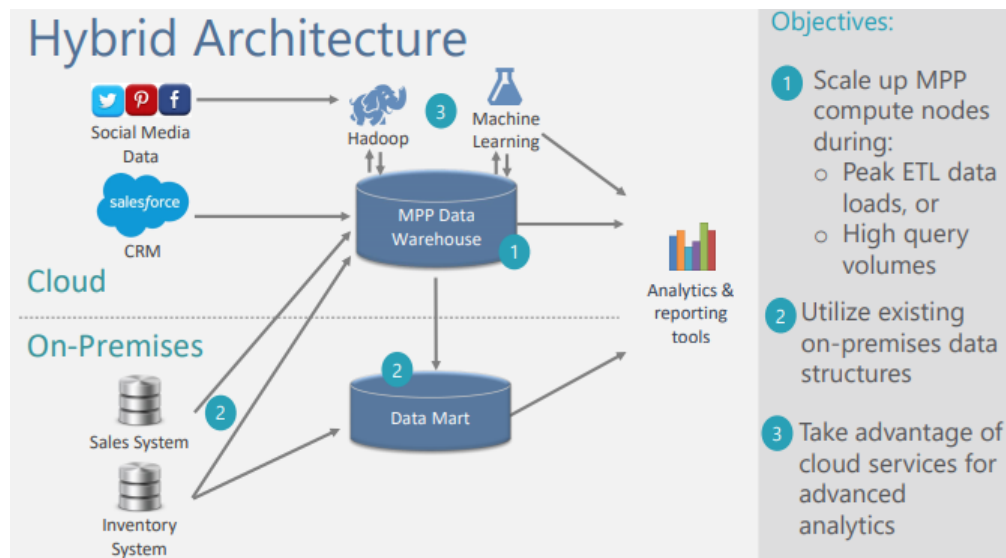 Hybrid Architecture
Social Media
Data
Hadoop
3
Machine
Learning
salesforce
CRM
MPP Data
Warehouse
1
Cloud
Analytics &
reporting
tools
On-Premises
2
Sales System
2
Data Mart
Inventory
System
Objectives:
1 Scale up MPP
compute nodes
during:
o Peak ETL data
loads, or
o High query
volumes
2 Utilize existing
on-premises data
structures
3 Take advantage of
cloud services for
advanced
analytics